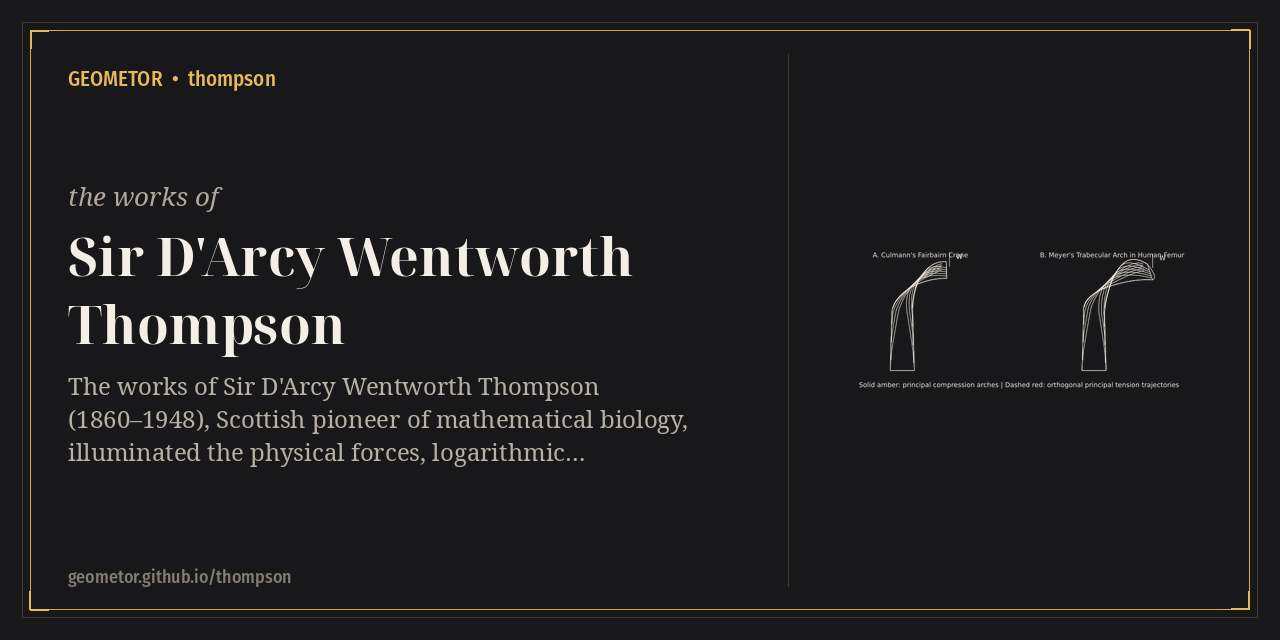 GEOMETOR • thompson
the works of
Sir D'Arcy Wentworth
Thompson
The works of Sir D'Arcy Wentworth Thompson
(1860–1948), Scottish pioneer of mathematical biology,
illuminated the physical forces, logarithmic...
geometor.github.io/thompson
A. Culmann's Fairbairn Crane
W
B. Meyer's Trabecular Arch in Human Femur
W
Solid amber: principal compression arches | Dashed red: orthogonal principal tension trajectories